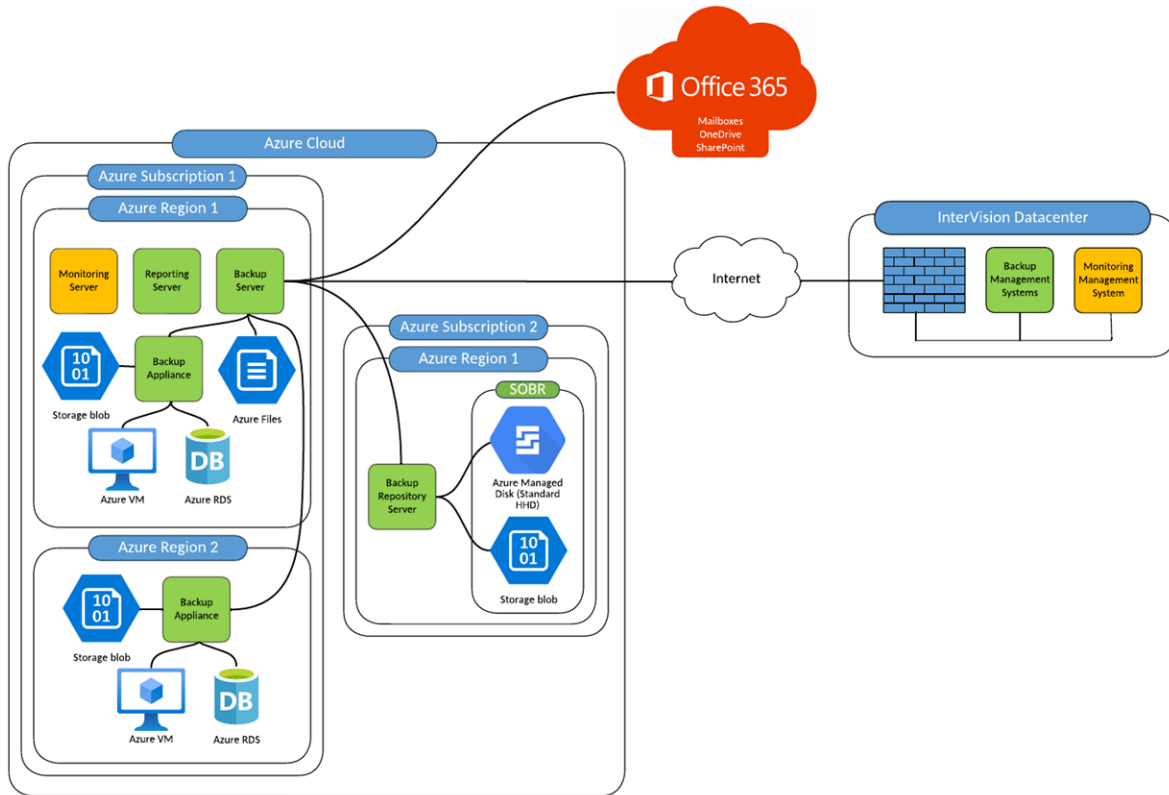 Office 365
Mailboxes
OneDrive
SharePoint
Azure Cloud
Azure Subscription 1
Azure Region 1
Monitoring
Server
Reporting
Server
Backup
Server
10
01
Storage blob
Backup
Appliance
Azure Files
Azure VM
DB
Azure RDS
Azure Region 2
10
01
Storage blob
Backup
Appliance
Azure VM
DB
Azure RDS
Azure Subscription 2
Azure Region 1
SOBR
Backup
Repository
Server
Azure Managed
Disk (Standard
HHD)
10
01
Storage blob
Internet
InterVision Datacenter
Backup
Management
Systems
Monitoring
Management
System